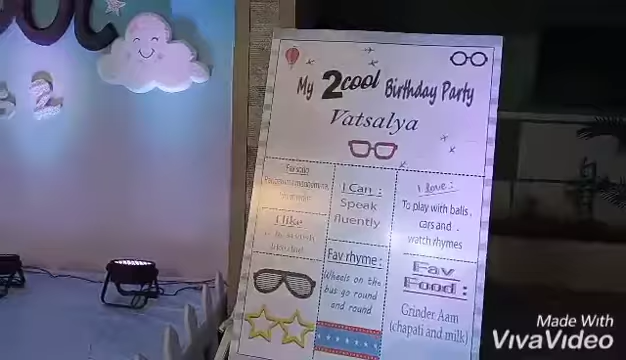 2
My 2cool Birthday Party
Vatsalya
I Can :
Speak
fluently
I love :
To play with balls,
cars and
watch rhymes
I like
Fav rhyme :
Wheels on the
bus go round
and round
Fav
Food :
Grinder Aam
(chapati and milk)
Made With
VivaVideo